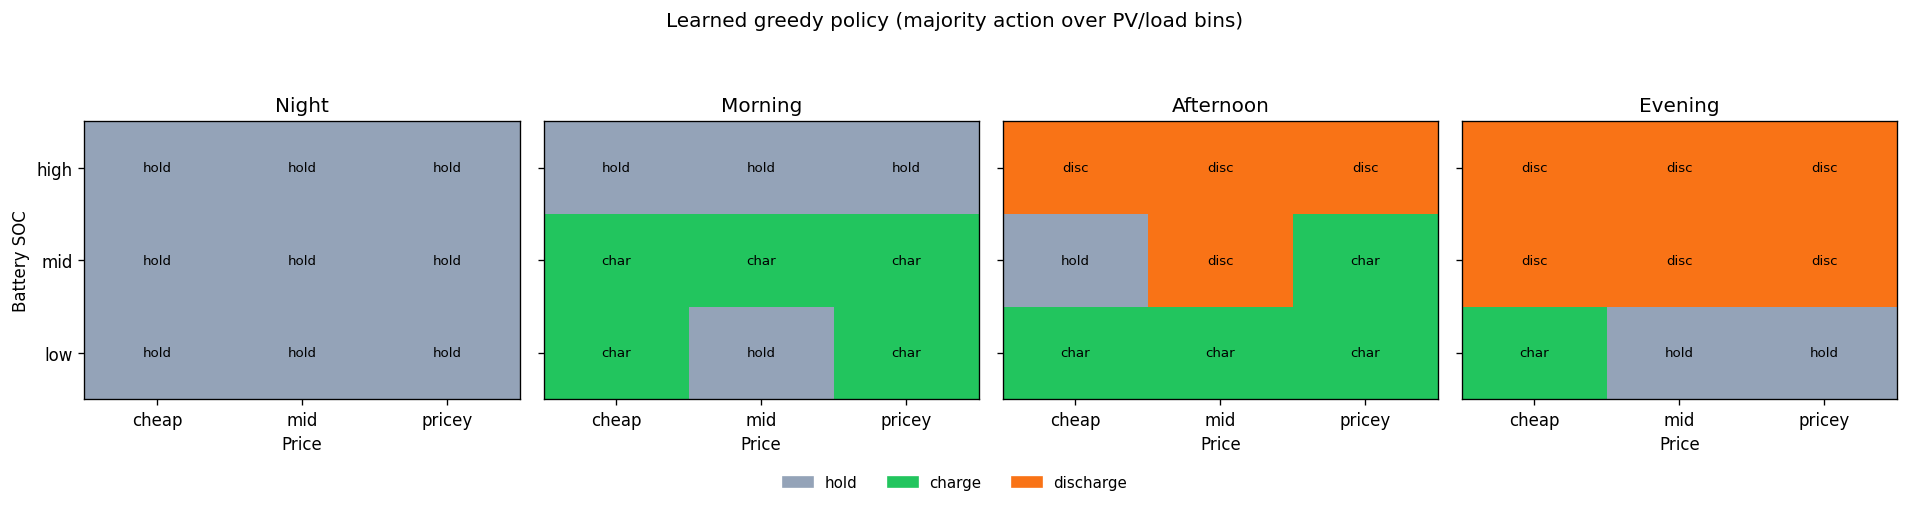 Learned greedy policy (majority action over PV/load bins)
Night Morning Afternoon Evening
Battery SOC
high hold hold hold hold hold hold disc disc disc disc disc disc
mid hold hold hold char char char hold disc char disc disc disc
low hold hold hold char hold char char char char char hold hold
cheap mid pricey cheap mid pricey cheap mid pricey cheap mid pricey
Price Price Price Price
hold charge discharge